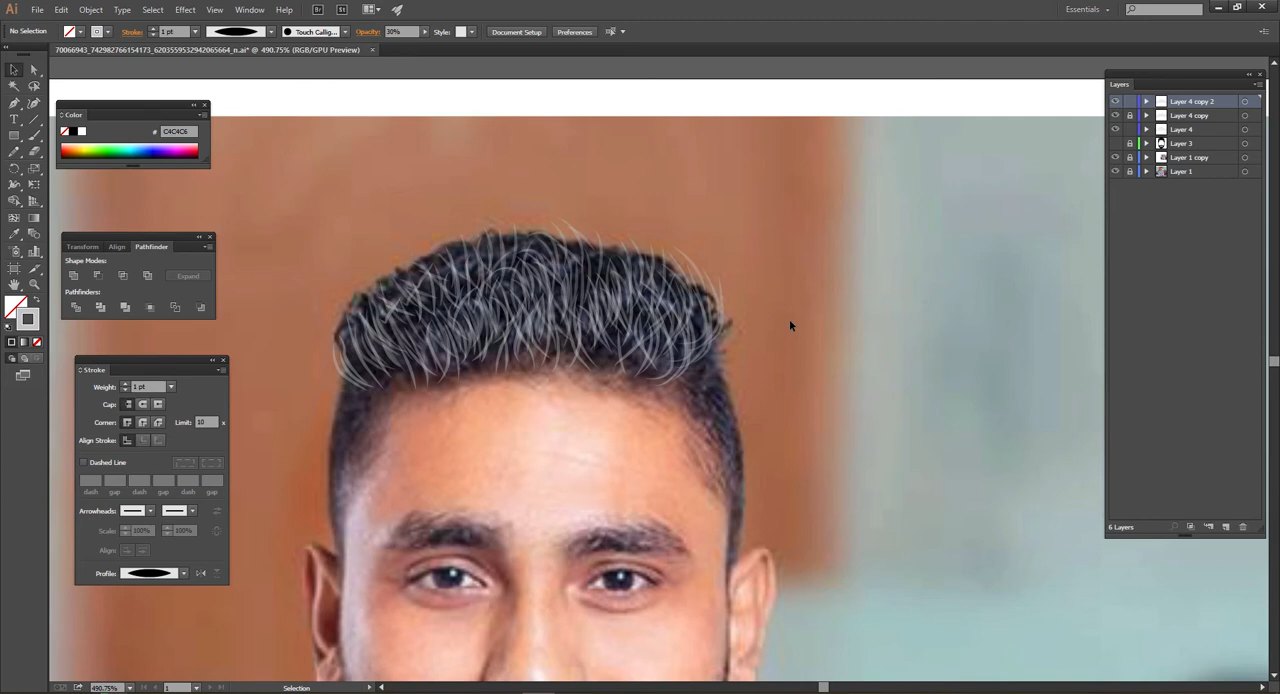 Ai File Edit Object Type Select Effect View Window Help Br St Essentials
No Selection Stroke: 1 pt Touch Callig... Opacity: 30% Style: Document Setup Preferences
70066943_742982766154173_6203559532942065664_n.ai* @ 490.75% (RGB/GPU Preview)
Color
# C4C4C6
Transform Align Pathfinder
Shape Modes:
Expand
Pathfinders:
Stroke
Weight: 1 pt
Cap:
Corner: Limit: 10 x
Align Stroke:
Dashed Line
dash gap dash gap dash gap
Arrowheads:
Scale: 100% 100%
Align:
Profile:
Layers
Layer 4 copy 2
Layer 4 copy
Layer 4
Layer 3
Layer 1 copy
Layer 1
6 Layers
490.75% 1 Selection